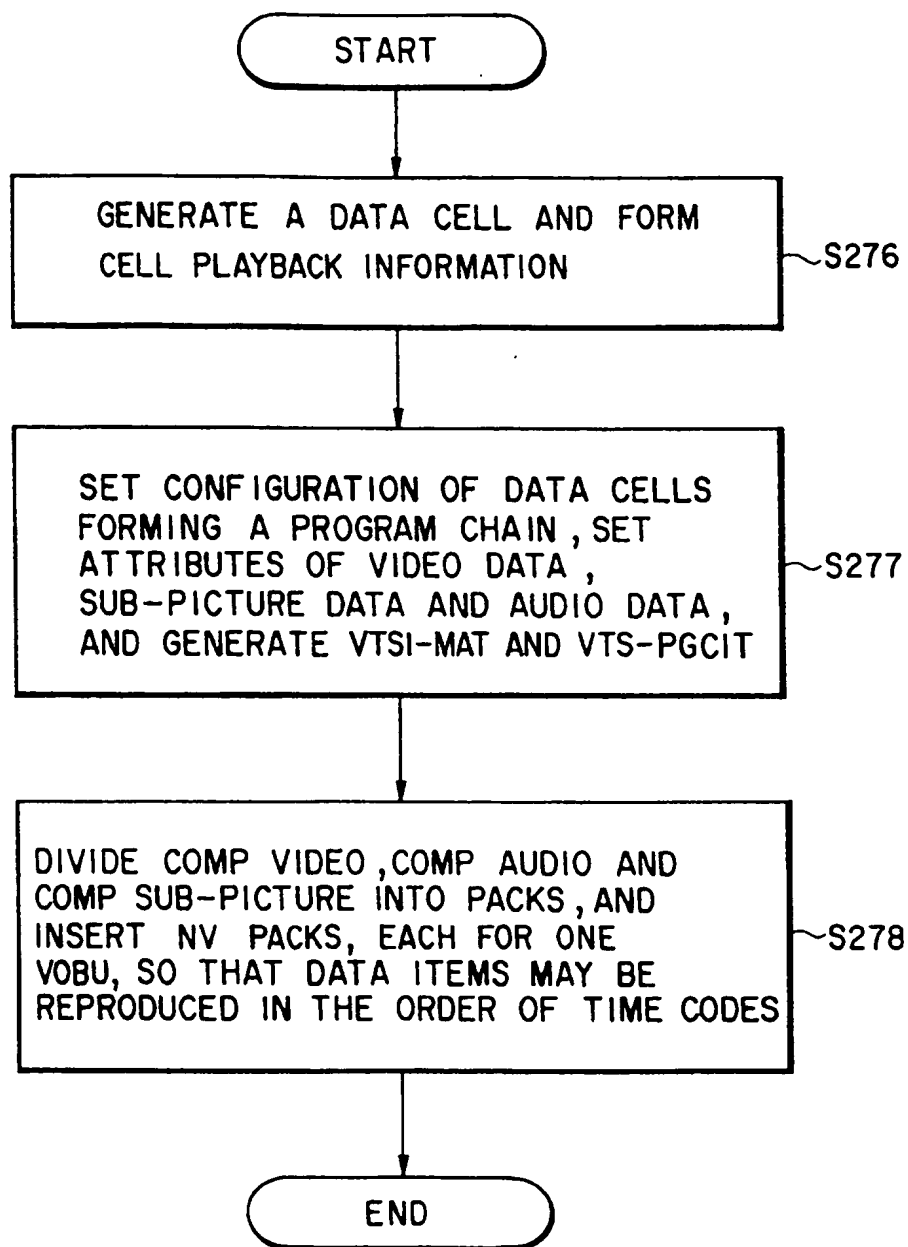 START
GENERATE A DATA CELL AND FORM
CELL PLAYBACK INFORMATION
S276
SET CONFIGURATION OF DATA CELLS
FORMING A PROGRAM CHAIN, SET
ATTRIBUTES OF VIDEO DATA,
SUB-PICTURE DATA AND AUDIO DATA,
AND GENERATE VTSI-MAT AND VTS-PGCIT
S277
DIVIDE COMP VIDEO, COMP AUDIO AND
COMP SUB-PICTURE INTO PACKS, AND
INSERT NV PACKS, EACH FOR ONE
VOBU, SO THAT DATA ITEMS MAY BE
REPRODUCED IN THE ORDER OF TIME CODES
S278
END